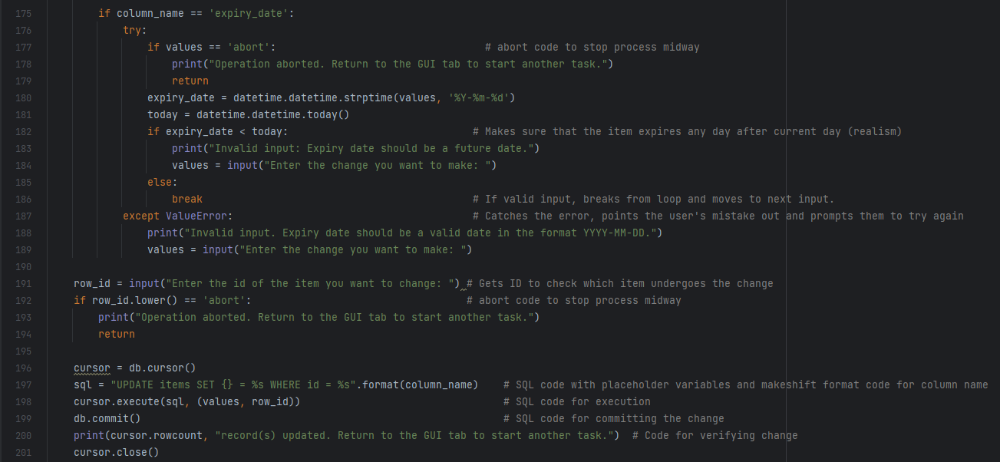 175 if column_name == 'expiry_date':
176 try:
177 if values == 'abort': # abort code to stop process midway
178 print("Operation aborted. Return to the GUI tab to start another task.")
179 return
180 expiry_date = datetime.datetime.strptime(values, '%Y-%m-%d')
181 today = datetime.datetime.today()
182 if expiry_date < today: # Makes sure that the item expires any day after current day (realism)
183 print("Invalid input: Expiry date should be a future date.")
184 values = input("Enter the change you want to make: ")
185 else:
186 break # If valid input, breaks from loop and moves to next input.
187 except ValueError: # Catches the error, points the user's mistake out and prompts them to try again
188 print("Invalid input. Expiry date should be a valid date in the format YYYY-MM-DD.")
189 values = input("Enter the change you want to make: ")
190
191 row_id = input("Enter the id of the item you want to change: ") # Gets ID to check which item undergoes the change
192 if row_id.lower() == 'abort': # abort code to stop process midway
193 print("Operation aborted. Return to the GUI tab to start another task.")
194 return
195
196 cursor = db.cursor()
197 sql = "UPDATE items SET {} = %s WHERE id = %s".format(column_name) # SQL code with placeholder variables and makeshift format code for column name
198 cursor.execute(sql, (values, row_id)) # SQL code for execution
199 db.commit() # SQL code for committing the change
200 print(cursor.rowcount, "record(s) updated. Return to the GUI tab to start another task.") # Code for verifying change
201 cursor.close()